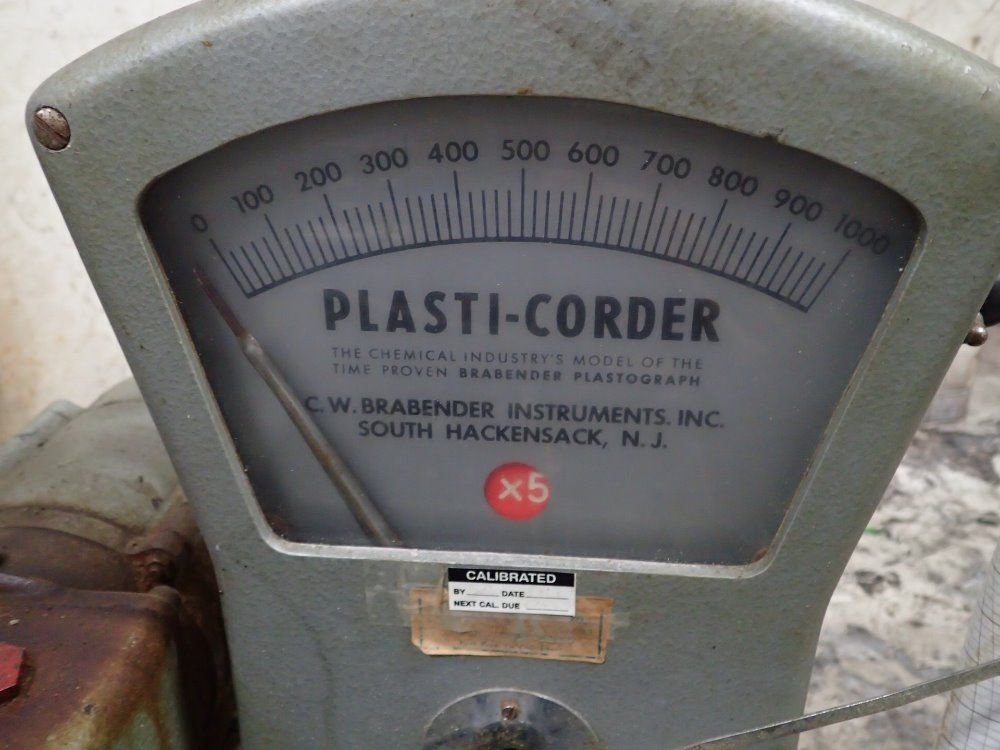 0 100 200 300 400 500 600 700 800 900 1000
PLASTI-CORDER
THE CHEMICAL INDUSTRY'S MODEL OF THE
TIME PROVEN BRABENDER PLASTOGRAPH
C. W. BRABENDER INSTRUMENTS. INC.
SOUTH HACKENSACK, N. J.
X5
CALIBRATED
BY DATE
NEXT CAL. DUE